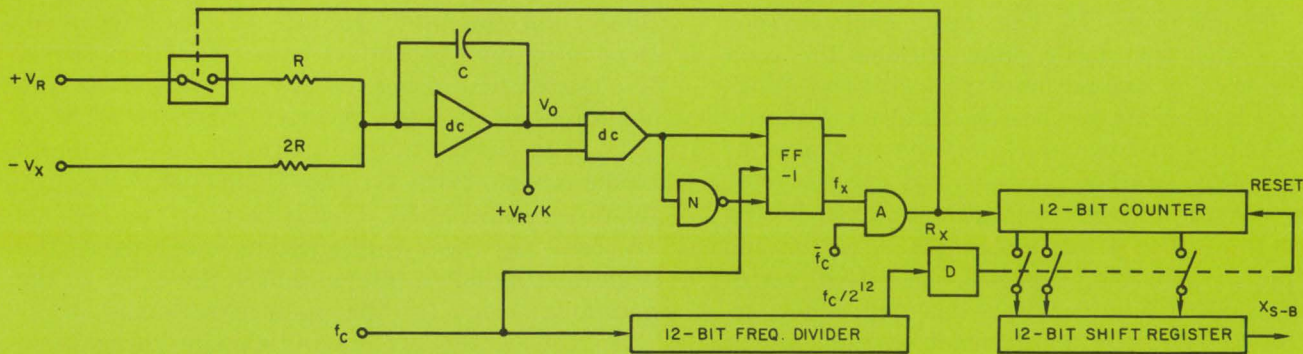 +V_R
R
C
V_O
dc
dc
FF
-1
-V_X
2R
+V_R/K
N
f_X
A
R_X
f̄_C
RESET
12-BIT COUNTER
D
f_C/2^12
f_C
12-BIT FREQ. DIVIDER
12-BIT SHIFT REGISTER
X_S-B